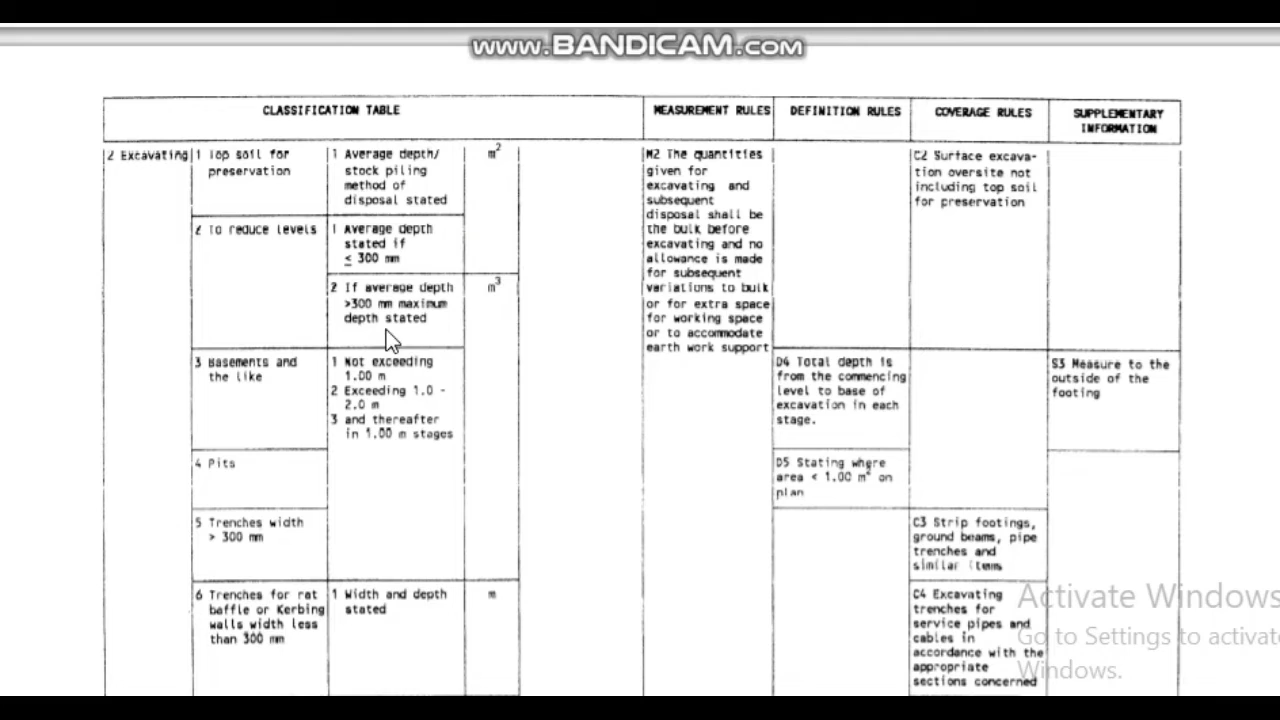 www.BANDICAM.com
CLASSIFICATION TABLE
MEASUREMENT RULES
DEFINITION RULES
COVERAGE RULES
SUPPLEMENTARY
INFORMATION
2 Excavating
1 Top soil for
preservation
1 Average depth/
stock piling
method of
disposal stated
m²
M2 The quantities
given for
excavating and
subsequent
disposal shall be
the bulk before
excavating and no
allowance is made
for subsequent
variations to bulk
or for extra space
for working space
or to accommodate
earth work support
C2 Surface excava-
tion oversite not
including top soil
for preservation
2 To reduce levels
1 Average depth
stated if
≤ 300 mm
2 If average depth
>300 mm maximum
depth stated
m³
3 Basements and
the like
1 Not exceeding
1.00 m
2 Exceeding 1.0 -
2.0 m
3 and thereafter
in 1.00 m stages
D4 Total depth is
from the commencing
level to base of
excavation in each
stage.
S3 Measure to the
outside of the
footing
4 Pits
D5 Stating where
area < 1.00 m² on
plan
5 Trenches width
> 300 mm
C3 Strip footings,
ground beams, pipe
trenches and
similar items
6 Trenches for rat
baffle or Kerbing
walls width less
than 300 mm
1 Width and depth
stated
m
C4 Excavating
trenches for
service pipes and
cables in
accordance with the
appropriate
sections concerned
Activate Windows
Go to Settings to activate
Windows.